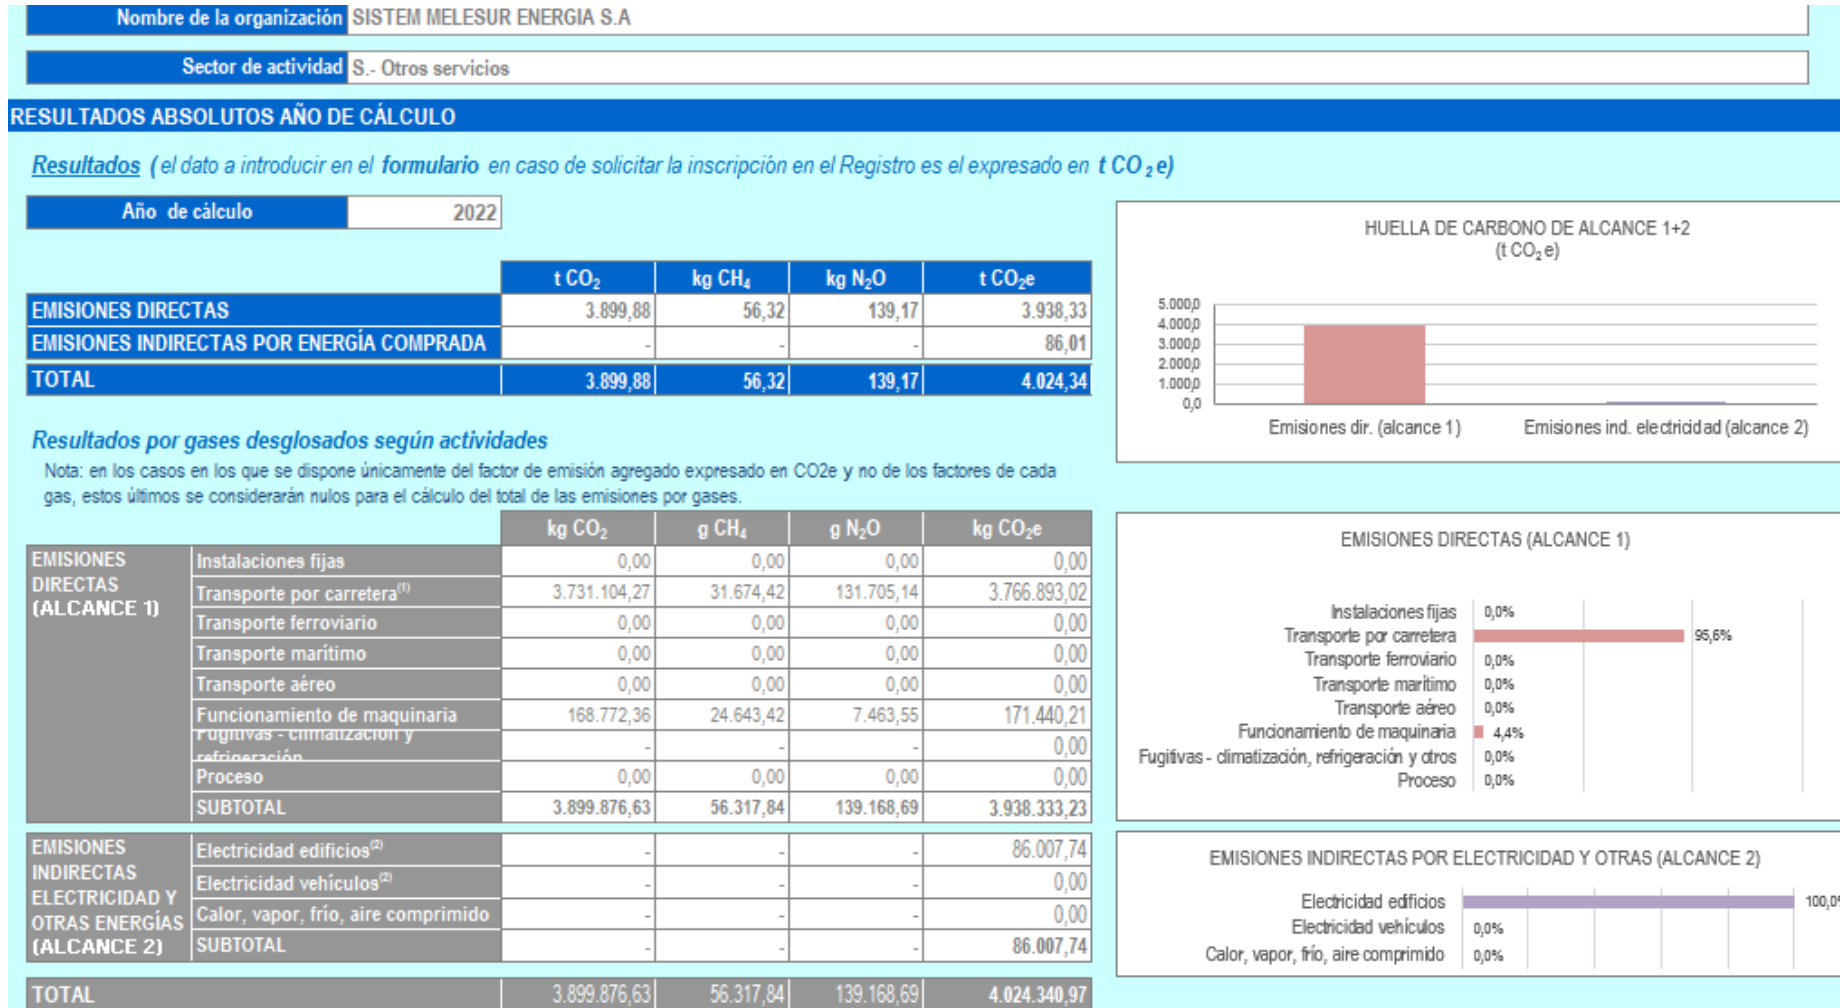 Nombre de la organización SISTEM MELESUR ENERGIA S.A
Sector de actividad S.- Otros servicios
RESULTADOS ABSOLUTOS AÑO DE CÁLCULO
Resultados ( el dato a introducir en el formulario en caso de solicitar la inscripción en el Registro es el expresado en t CO2 e)
Año de cálculo 2022
t CO2 kg CH4 kg N2O t CO2e
EMISIONES DIRECTAS 3.899,88 56,32 139,17 3.938,33
EMISIONES INDIRECTAS POR ENERGÍA COMPRADA - - - 86,01
TOTAL 3.899,88 56,32 139,17 4.024,34
HUELLA DE CARBONO DE ALCANCE 1+2
(t CO2 e)
5.000,0
4.000,0
3.000,0
2.000,0
1.000,0
0,0
Emisiones dir. (alcance 1) Emisiones ind. electricidad (alcance 2)
Resultados por gases desglosados según actividades
Nota: en los casos en los que se dispone únicamente del factor de emisión agregado expresado en CO2e y no de los factores de cada
gas, estos últimos se considerarán nulos para el cálculo del total de las emisiones por gases.
kg CO2 g CH4 g N2O kg CO2e
EMISIONES
DIRECTAS
(ALCANCE 1)
Instalaciones fijas 0,00 0,00 0,00 0,00
Transporte por carretera(1) 3.731.104,27 31.674,42 131.705,14 3.766.893,02
Transporte ferroviario 0,00 0,00 0,00 0,00
Transporte marítimo 0,00 0,00 0,00 0,00
Transporte aéreo 0,00 0,00 0,00 0,00
Funcionamiento de maquinaria 168.772,36 24.643,42 7.463,55 171.440,21
Fugitivas - climatización y
refrigeración - - - 0,00
Proceso 0,00 0,00 0,00 0,00
SUBTOTAL 3.899.876,63 56.317,84 139.168,69 3.938.333,23
EMISIONES
INDIRECTAS
ELECTRICIDAD Y
OTRAS ENERGÍAS
(ALCANCE 2)
Electricidad edificios(2) - - - 86.007,74
Electricidad vehículos(2) - - - 0,00
Calor, vapor, frío, aire comprimido - - - 0,00
SUBTOTAL - - - 86.007,74
TOTAL 3.899.876,63 56.317,84 139.168,69 4.024.340,97
EMISIONES DIRECTAS (ALCANCE 1)
Instalaciones fijas 0,0%
Transporte por carretera 95,6%
Transporte ferroviario 0,0%
Transporte marítimo 0,0%
Transporte aéreo 0,0%
Funcionamiento de maquinaria 4,4%
Fugitivas - climatización, refrigeración y otros 0,0%
Proceso 0,0%
EMISIONES INDIRECTAS POR ELECTRICIDAD Y OTRAS (ALCANCE 2)
Electricidad edificios 100,0%
Electricidad vehículos 0,0%
Calor, vapor, frío, aire comprimido 0,0%